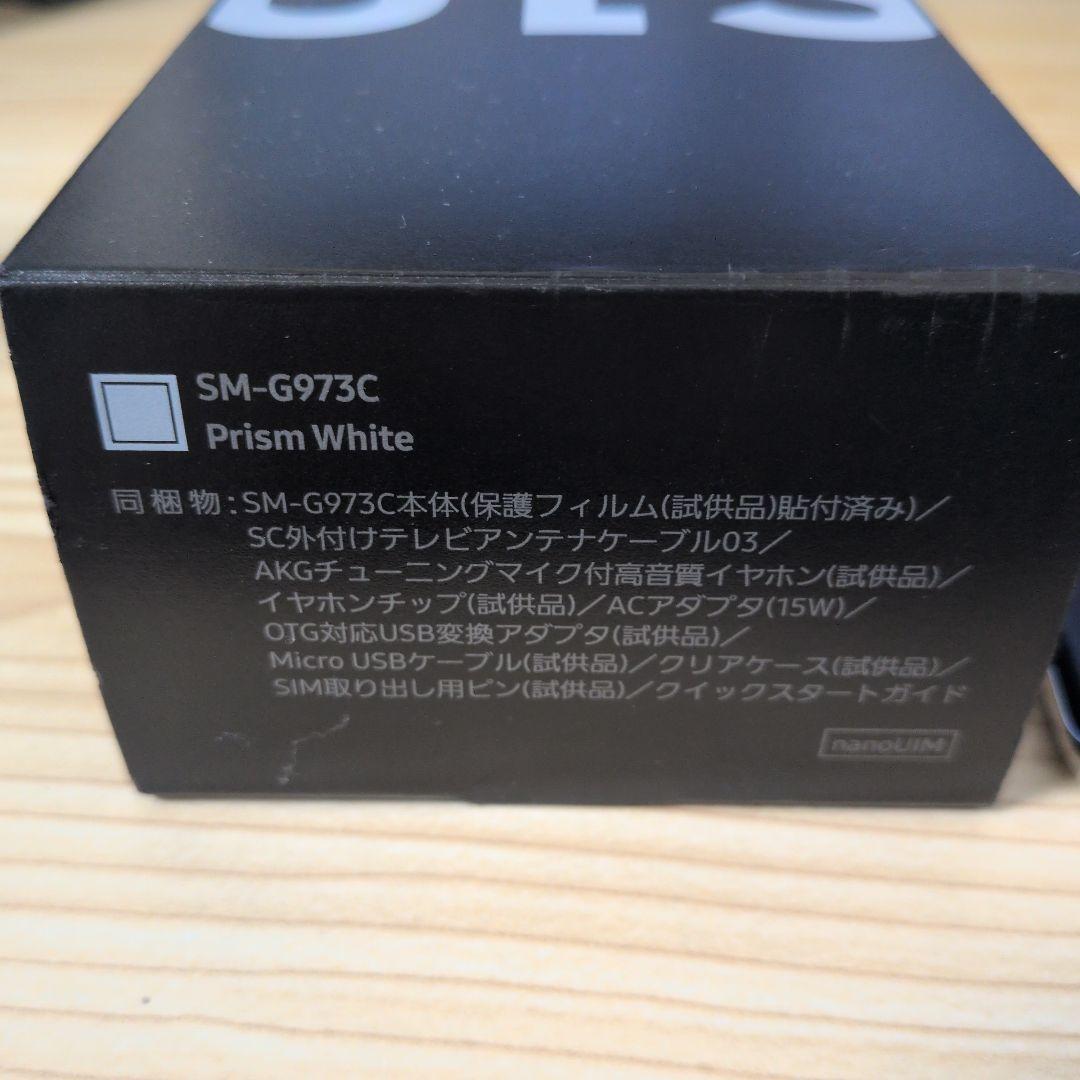 S10
SM-G973C
Prism White
同梱物:SM-G973C本体(保護フィルム(試供品)貼付済み)／
SC外付けテレビアンテナケーブル03／
AKGチューニングマイク付高音質イヤホン(試供品)／
イヤホンチップ(試供品)／ACアダプタ(15W)／
OTG対応USB変換アダプタ(試供品)／
Micro USBケーブル(試供品)／クリアケース(試供品)／
SIM取り出し用ピン(試供品)／クイックスタートガイド
nanoUIM